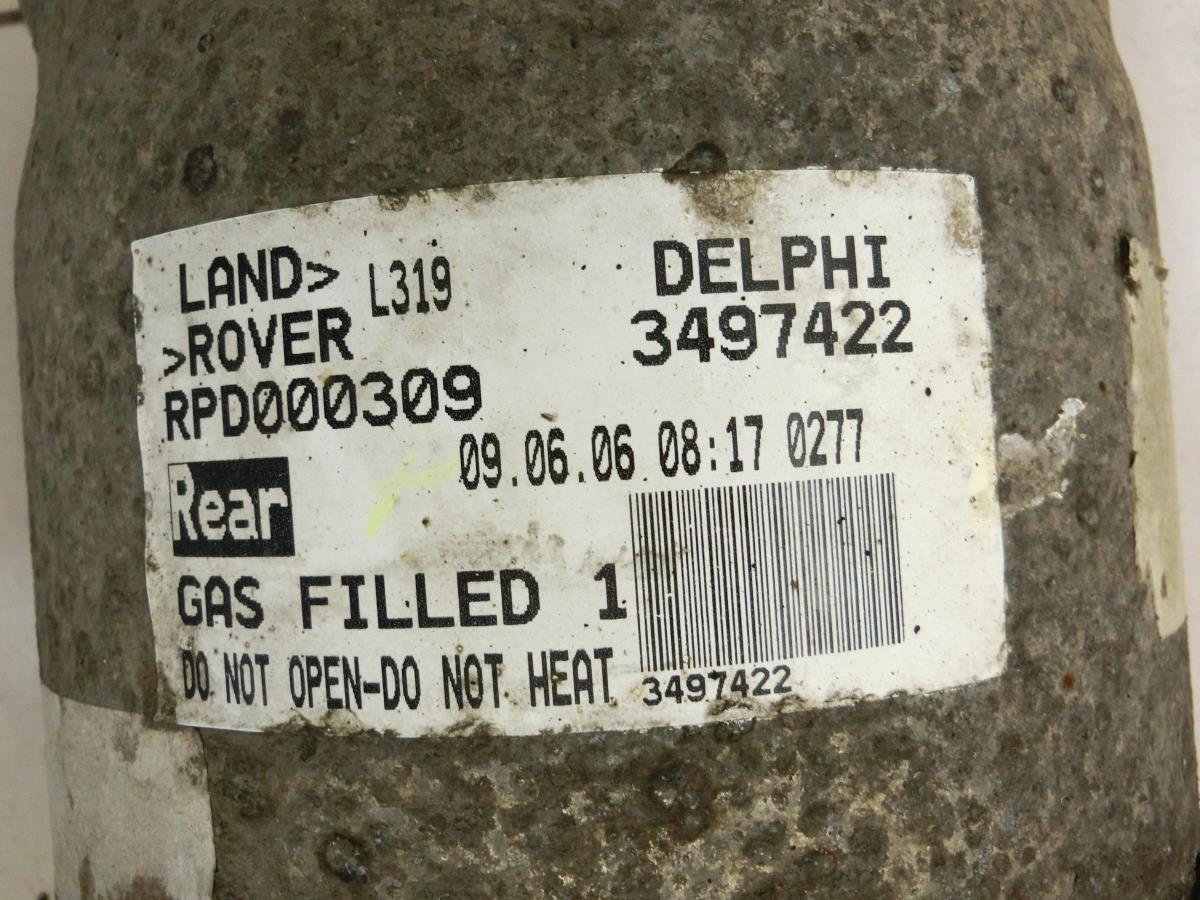 LAND> L319
>ROVER
RPD000309
DELPHI
3497422
09.06.06 08:17 0277
Rear
GAS FILLED 1
DO NOT OPEN-DO NOT HEAT
3497422